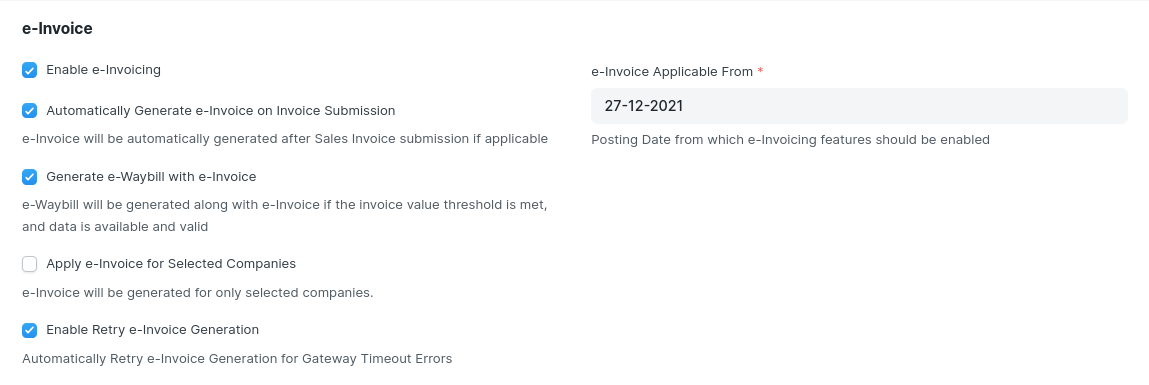 e-Invoice
Enable e-Invoicing
Automatically Generate e-Invoice on Invoice Submission
e-Invoice will be automatically generated after Sales Invoice submission if applicable
Generate e-Waybill with e-Invoice
e-Waybill will be generated along with e-Invoice if the invoice value threshold is met,
and data is available and valid
Apply e-Invoice for Selected Companies
e-Invoice will be generated for only selected companies.
Enable Retry e-Invoice Generation
Automatically Retry e-Invoice Generation for Gateway Timeout Errors
e-Invoice Applicable From *
27-12-2021
Posting Date from which e-Invoicing features should be enabled